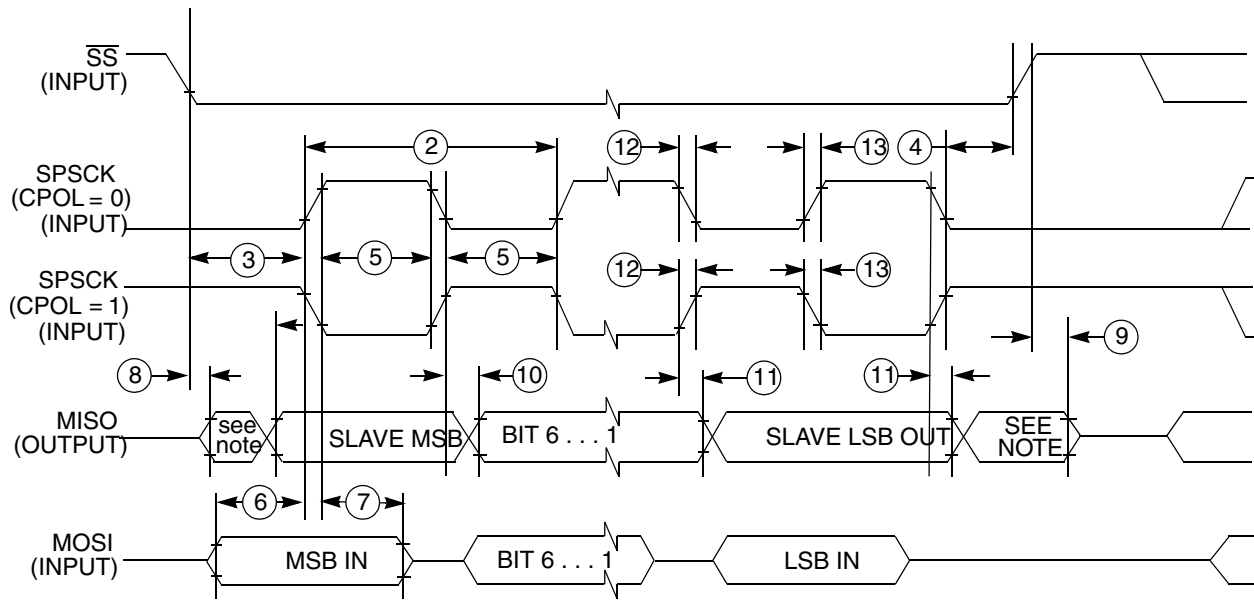 SS
(INPUT)
2
12
13
4
SPSCK
(CPOL = 0)
(INPUT)
3
5
5
12
13
SPSCK
(CPOL = 1)
(INPUT)
9
8
10
11
11
MISO
(OUTPUT)
see
note
SLAVE MSB
BIT 6 . . . 1
SLAVE LSB OUT
SEE
NOTE
6
7
MOSI
(INPUT)
MSB IN
BIT 6 . . . 1
LSB IN